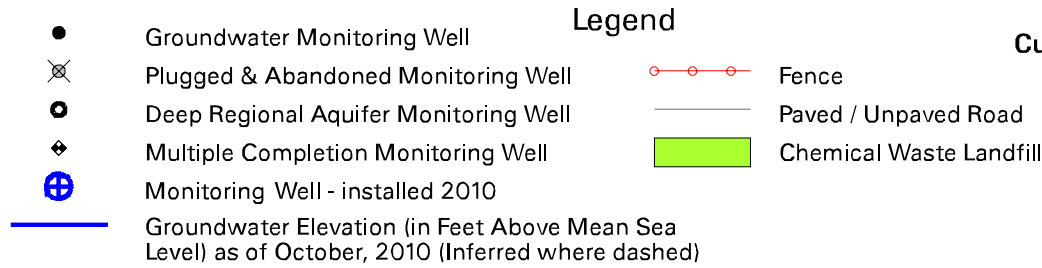 Legend
Groundwater Monitoring Well
Plugged & Abandoned Monitoring Well
Deep Regional Aquifer Monitoring Well
Multiple Completion Monitoring Well
Monitoring Well - installed 2010
Groundwater Elevation (in Feet Above Mean Sea
Level) as of October, 2010 (Inferred where dashed)
Fence
Paved / Unpaved Road
Chemical Waste Landfill